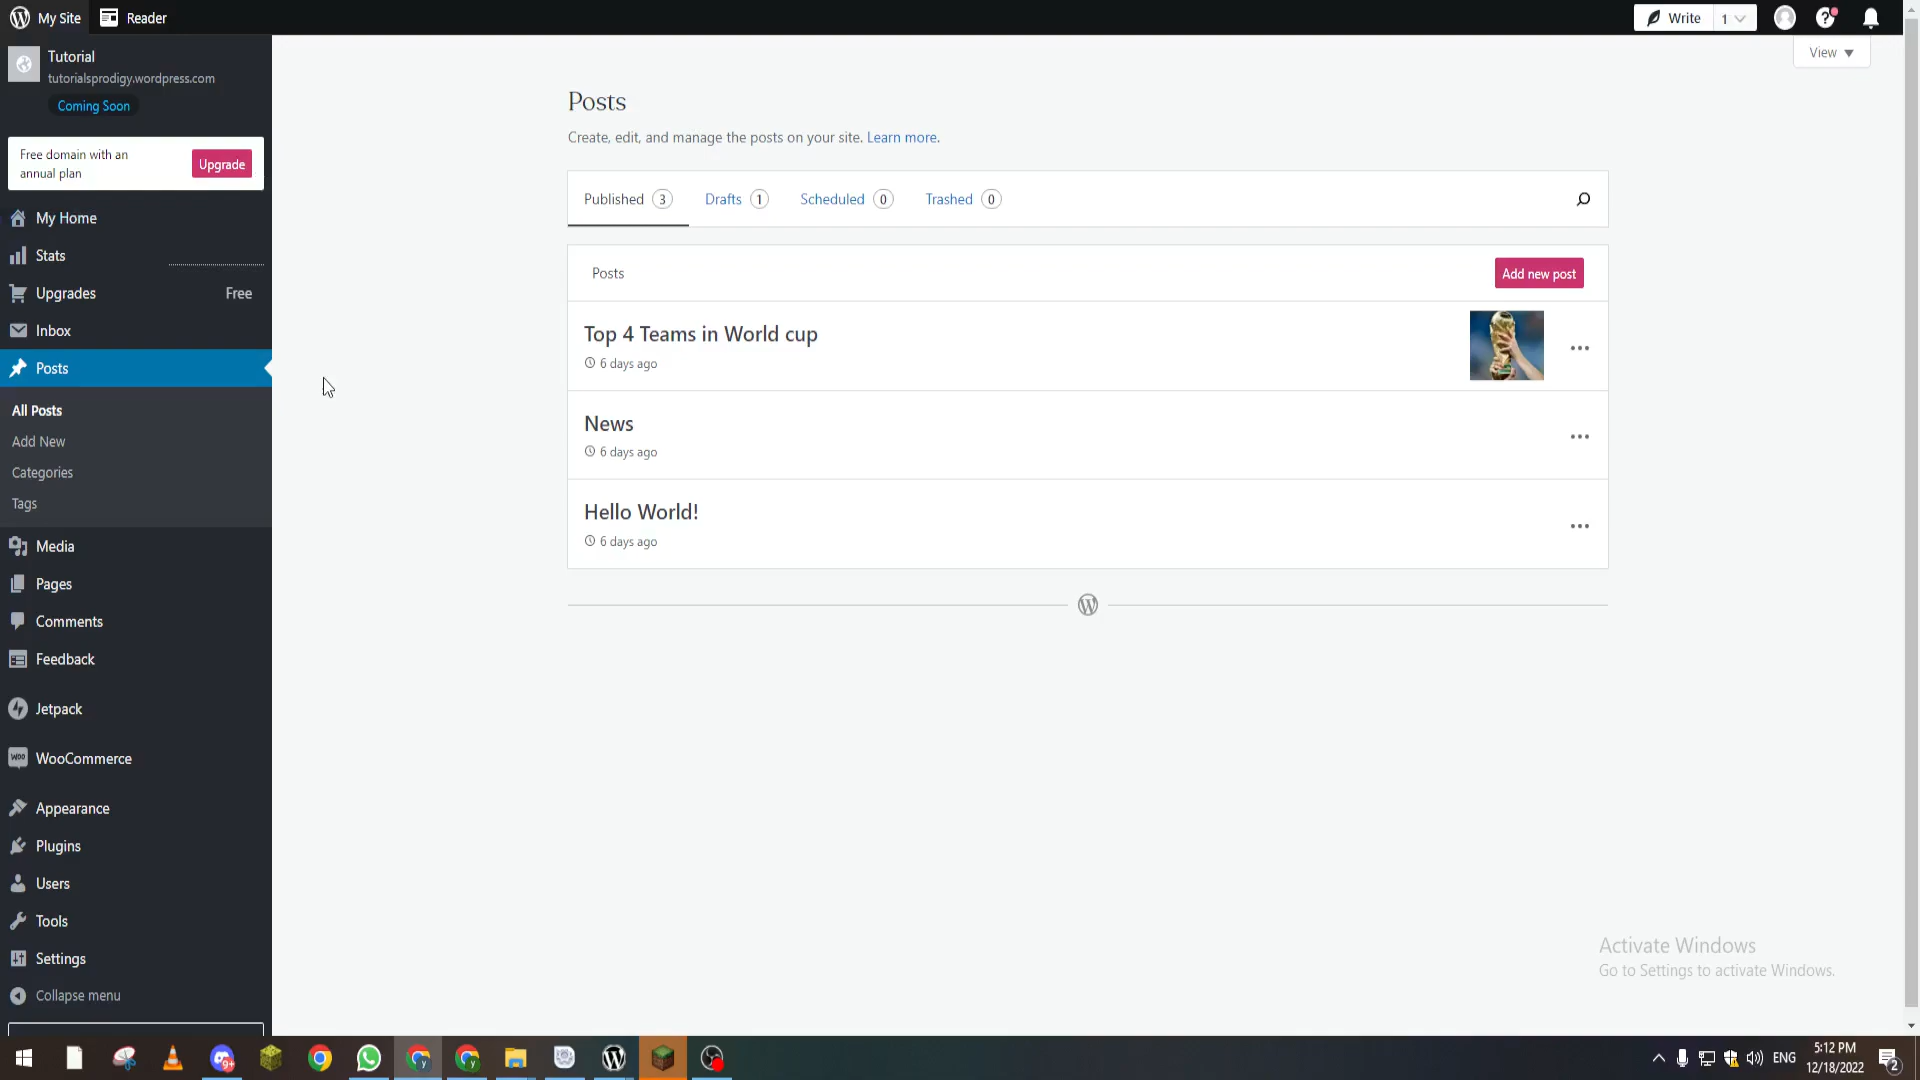 My Site
Reader
Write 1
Tutorial
tutorialsprodigy.wordpress.com
Coming Soon
Free domain with an
annual plan
Upgrade
My Home
Stats
Upgrades Free
Inbox
Posts
All Posts
Add New
Categories
Tags
Media
Pages
Comments
Feedback
Jetpack
WooCommerce
Appearance
Plugins
Users
Tools
Settings
Collapse menu
View
Posts
Create, edit, and manage the posts on your site. Learn more.
Published 3 Drafts 1 Scheduled 0 Trashed 0
Posts
Add new post
Top 4 Teams in World cup
6 days ago
News
6 days ago
Hello World!
6 days ago
Activate Windows
Go to Settings to activate Windows.
9+
ENG
5:12 PM
12/18/2022
2